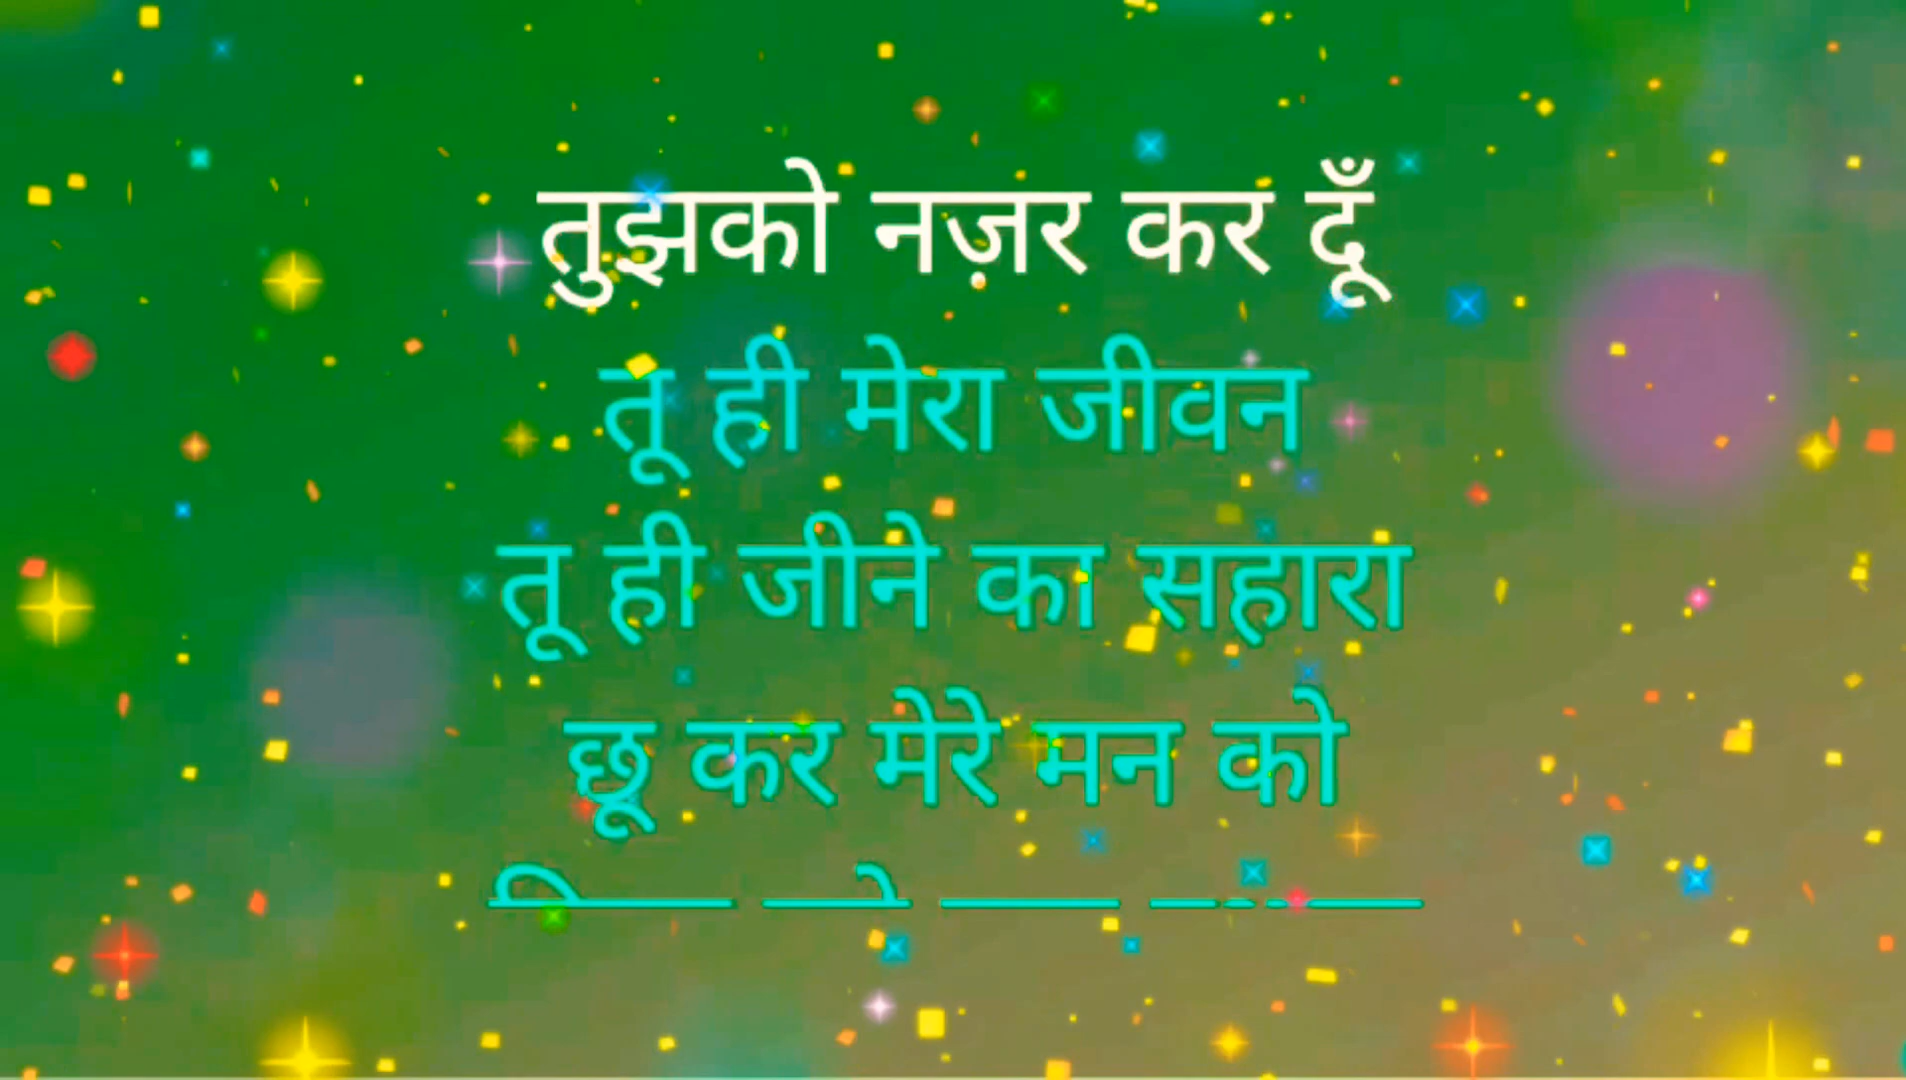 तुझको नज़र कर दूँ
तू ही मेरा जीवन
तू ही जीने का सहारा
छू कर मेरे मन को